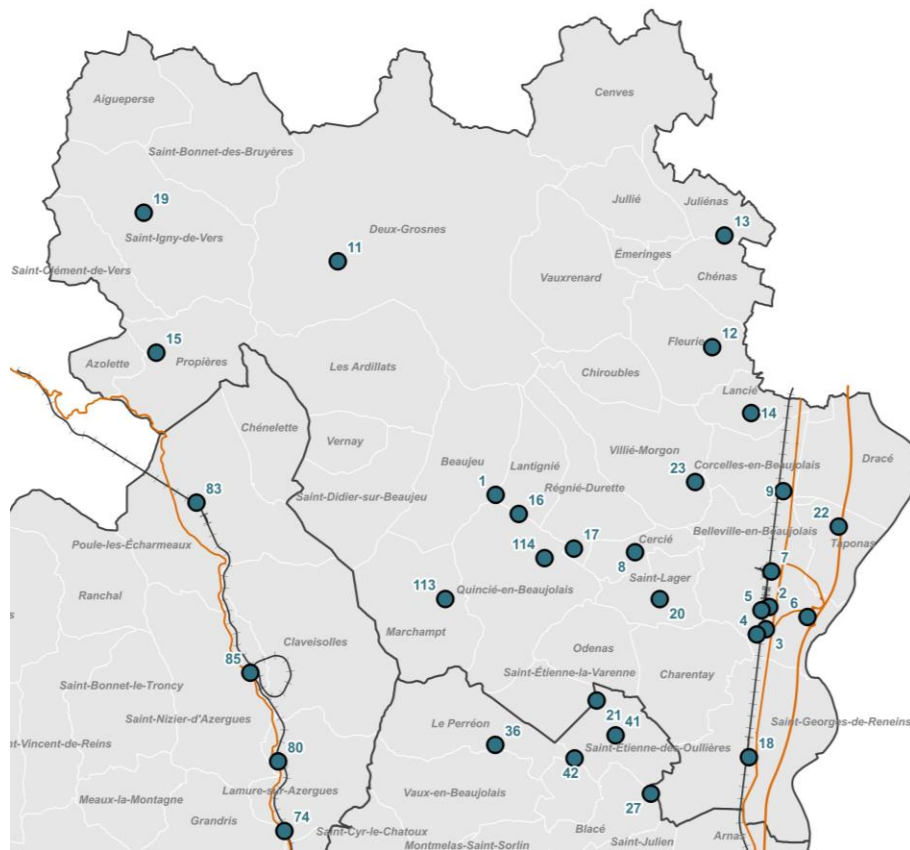 Cenves
Aigueperse
Saint-Bonnet-des-Bruyères
Jullié
Juliénas
19
13
Deux-Grosnes
Saint-Igny-de-Vers
11
Émeringes
Saint-Clément-de-Vers
Vauxrenard
Chénas
12
15
Fleurie
Azolette
Propières
Les Ardillats
Chiroubles
Lancié
14
Chénelette
Vernay
Villié-Morgon
Dracé
Beaujeu
Lantignié
Corcelles-en-Beaujolais
23
1
Régnié-Durette
9
Saint-Didier-sur-Beaujeu
83
16
22
Belleville-en-Beaujolais
17
Cercié
Taponas
Poule-les-Écharmeaux
114
8
7
Saint-Lager
Quincié-en-Beaujolais
113
Ranchal
20
5
2
6
4
Marchampt
3
Claveisolles
Odenas
85
Saint-Étienne-la-Varenne
Charentay
Saint-Bonnet-le-Troncy
21
Saint-Nizier-d'Azergues
Le Perréon
41
Saint-Georges-de-Reneins
36
nt-Vincent-de-Reins
Saint-Etienne-des-Oullières
80
18
42
Lamure-sur-Azergues
Vaux-en-Beaujolais
27
Meaux-la-Montagne
Grandris
74
Saint-Cyr-le-Chatoux
Blacé
Arnas
Saint-Julien
Montmelas-Saint-Sorlin